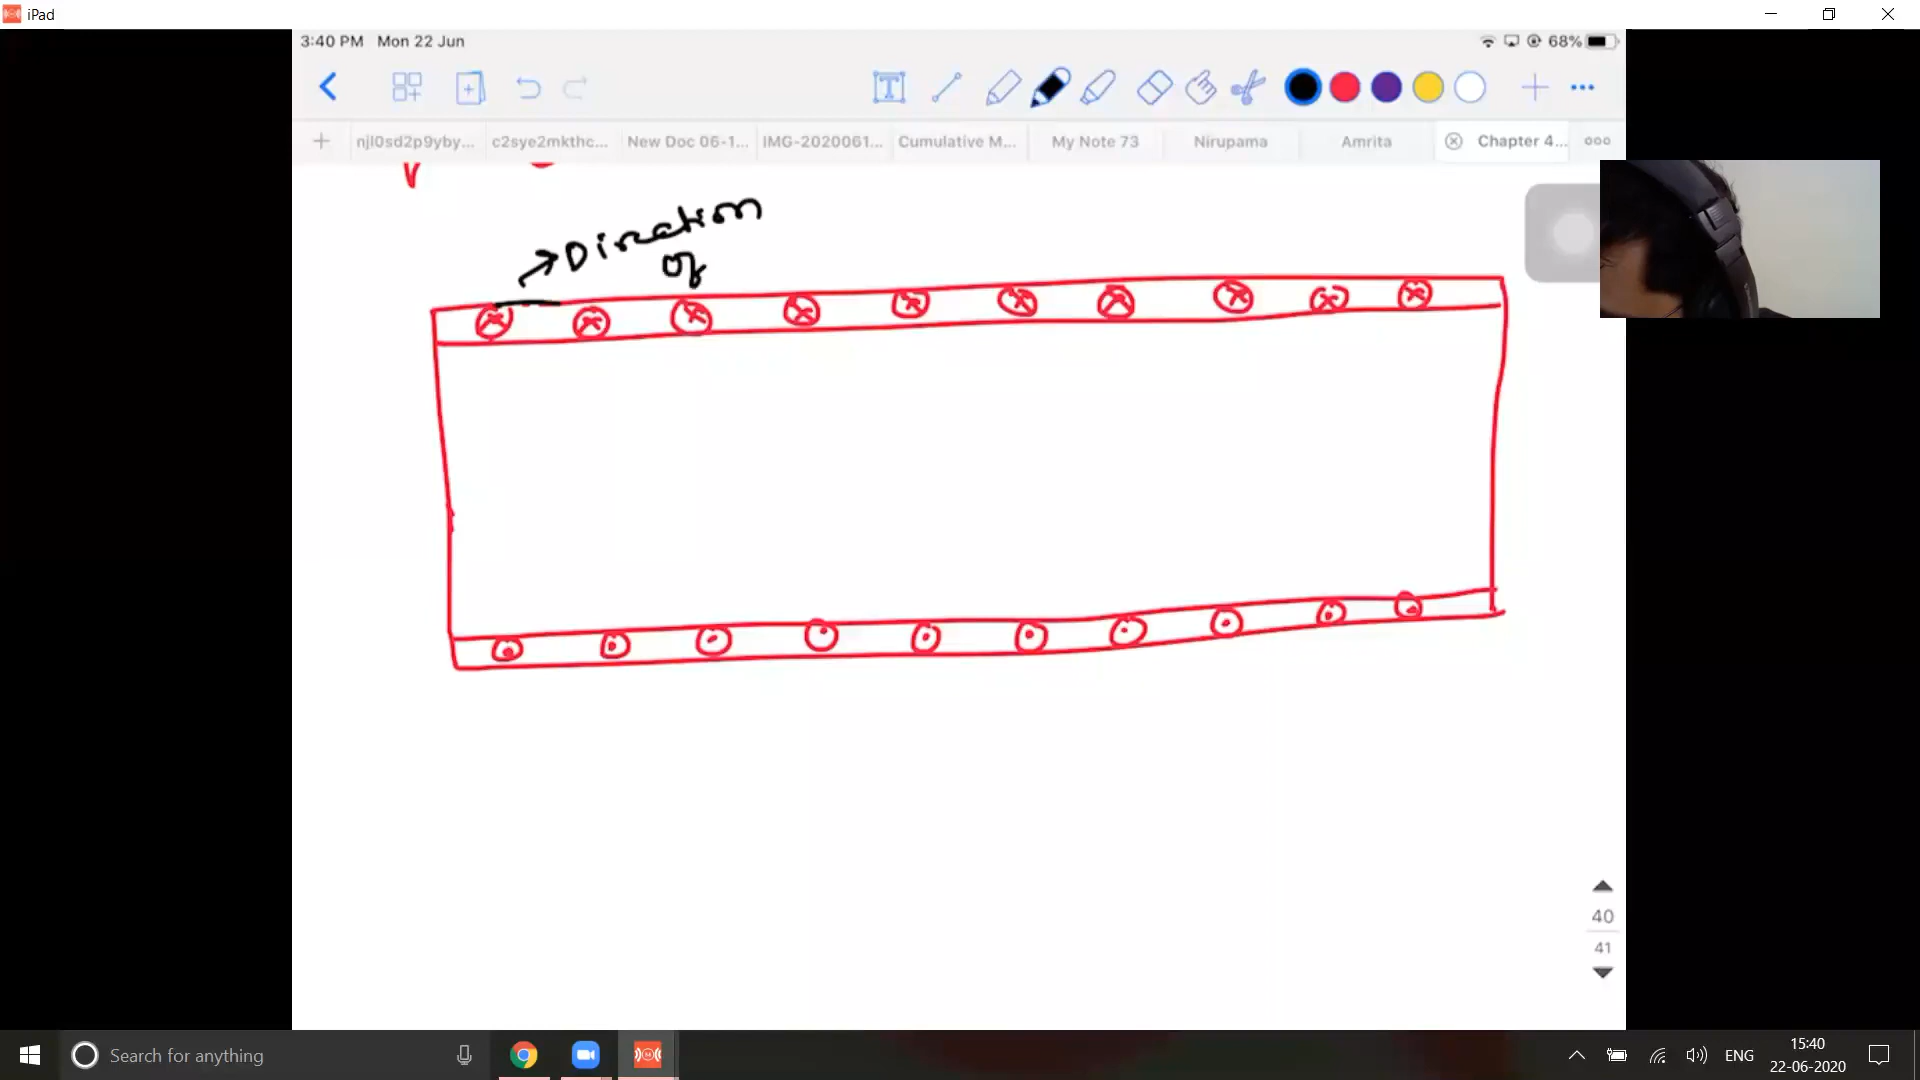 iPad
3:40 PM Mon 22 Jun
68%
T
njl0sd2p9yby...
c2sye2mkthc...
New Doc 06-1...
IMG-2020061...
Cumulative M...
My Note 73
Nirupama
Amrita
Chapter 4...
→ Direction
of
40
41
Search for anything
ENG
15:40
22-06-2020